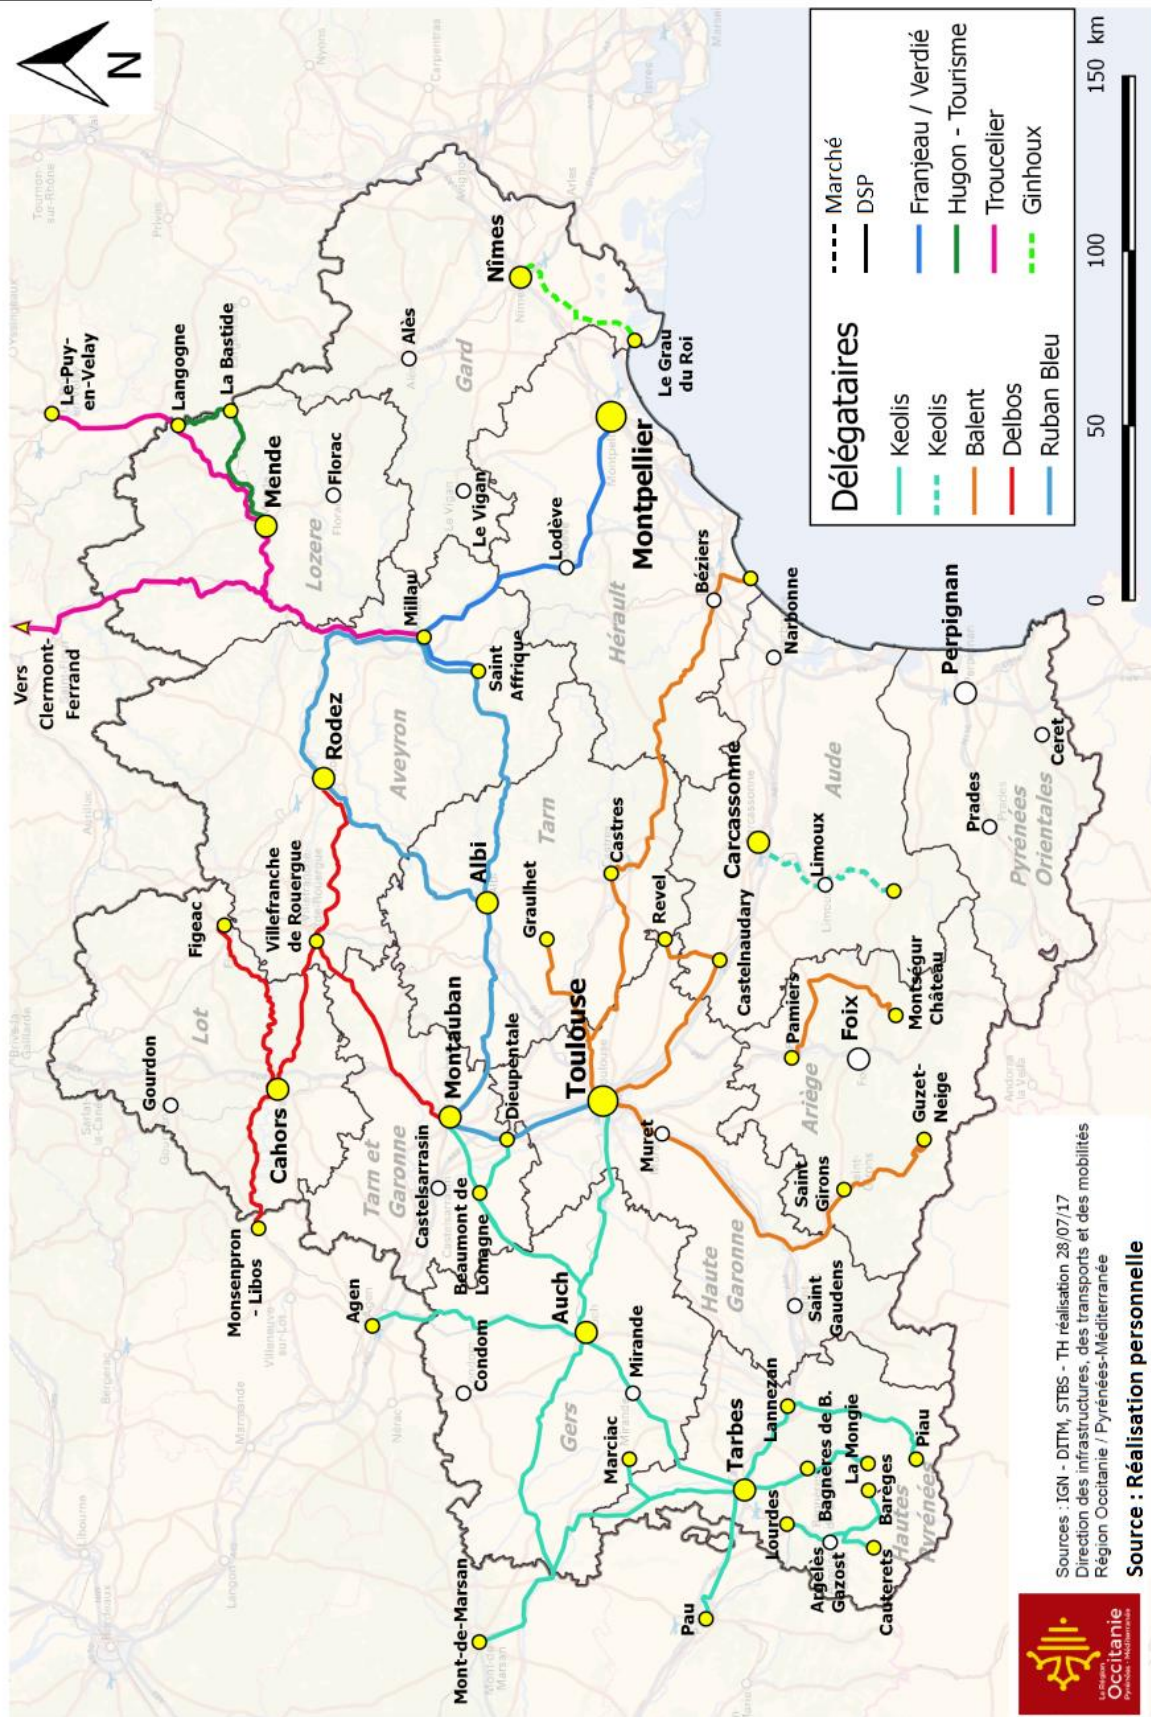 N
Vers
Clermont-
Ferrand
Le-Puy-
en-Velay
Langogne
La Bastide
Mende
Florac
Lozere
Alès
Gard
Nîmes
Le Vigan
Le Grau
du Roi
Montpellier
Lodève
Hérault
Béziers
Narbonne
Millau
Saint
Affrique
Rodez
Aveyron
Villefranche
de Rouergue
Figeac
Lot
Gourdon
Cahors
Monsenpron
- Libos
Montauban
Tarn et
Garonne
Castelsarrasin
Dieupentale
Beaumont de
Lomagne
Albi
Tarn
Graulhet
Castres
Toulouse
Revel
Castelnaudary
Carcassonne
Limoux
Aude
Perpignan
Prades
Ceret
Pyrénées
Orientales
Pamiers
Foix
Montségur
Château
Ariège
Guzet-
Neige
Saint
Girons
Muret
Haute
Garonne
Saint
Gaudens
Agen
Condom
Auch
Gers
Mirande
Marciac
Mont-de-Marsan
Pau
Tarbes
Lannezan
Lourdes
Bagnères de B.
La Mongie
Barèges
Piau
Argelès
Gazost
Cauterets
Hautes
Pyrénées
Délégataires
Marché
DSP
Keolis
Keolis
Balent
Delbos
Ruban Bleu
Franjeau / Verdié
Hugon - Tourisme
Troucelier
Ginhoux
0 50 100 150 km
La Région
Occitanie
Pyrénées - Méditerranée
Sources : IGN - DITM, STBS - TH réalisation 28/07/17
Direction des infrastructures, des transports et des mobilités
Région Occitanie / Pyrénées-Méditerranée
Source : Réalisation personnelle